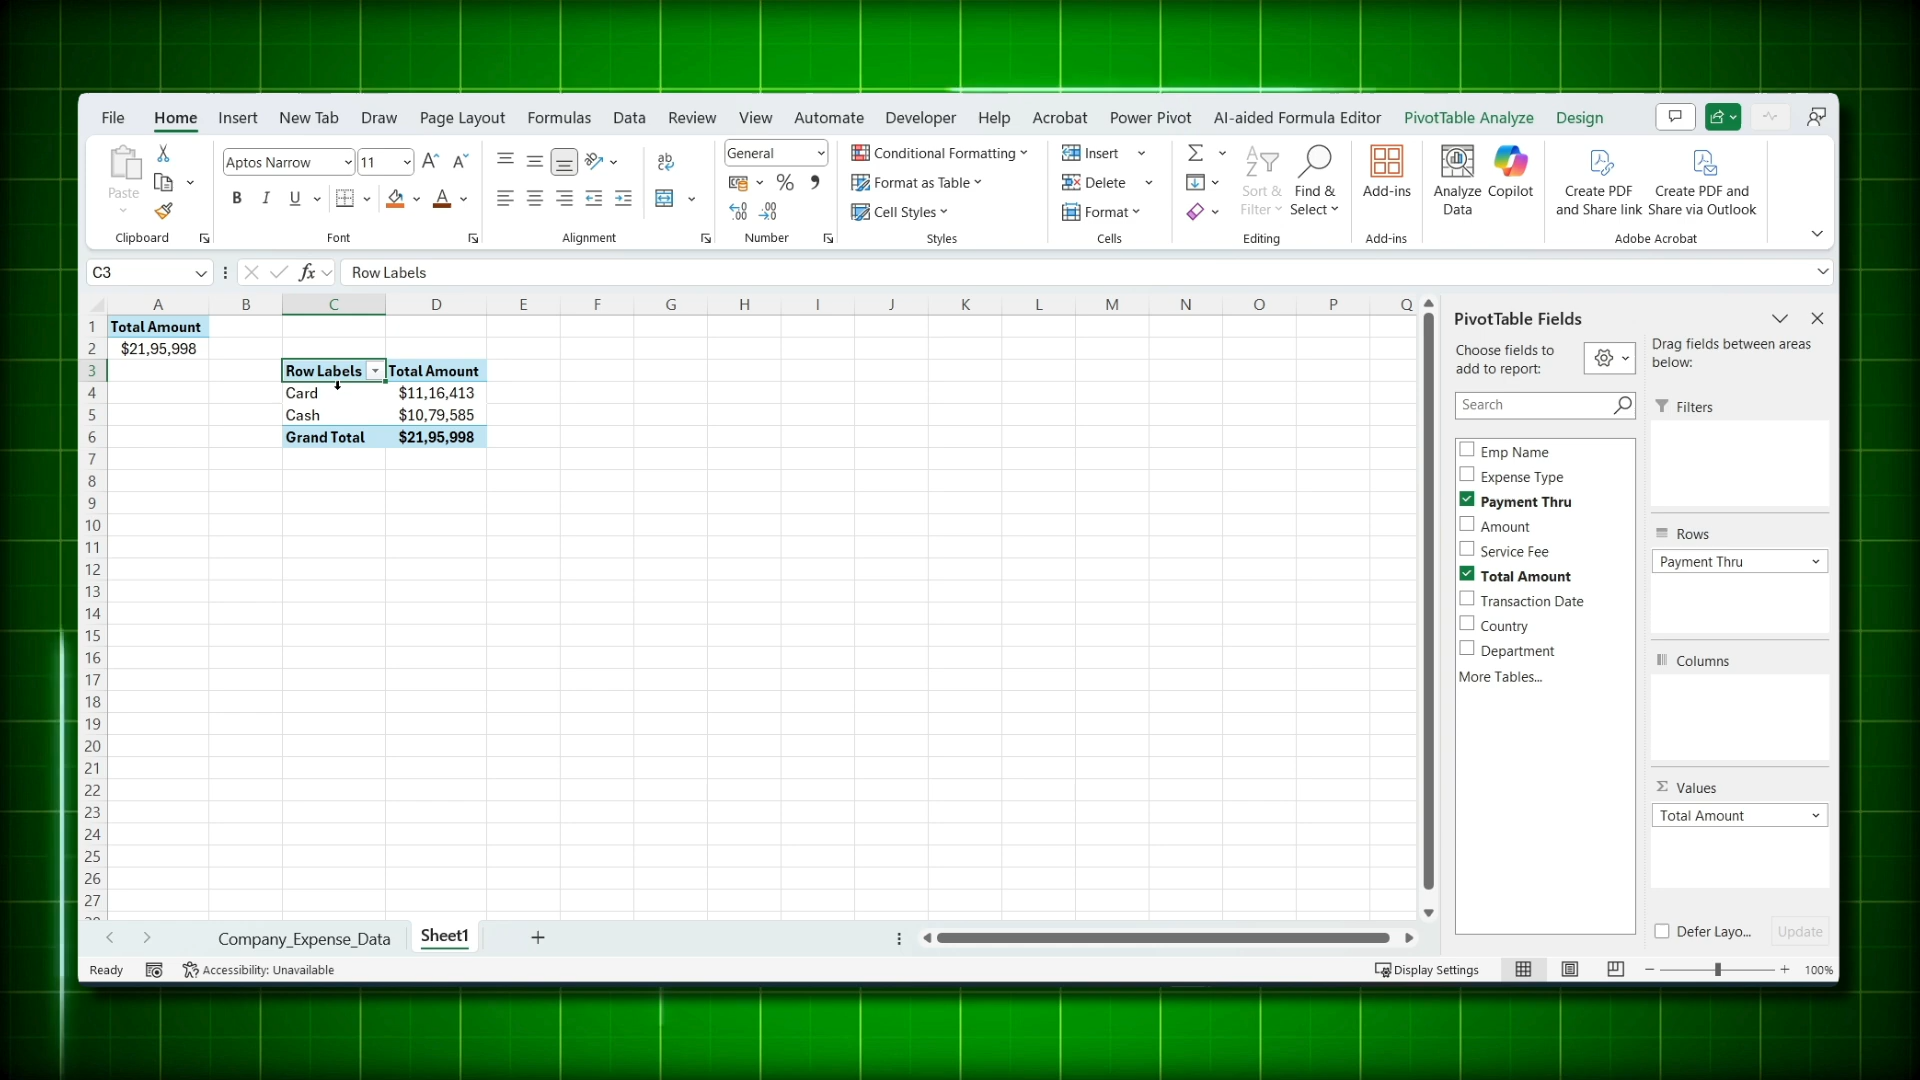 File Home Insert New Tab Draw Page Layout Formulas Data Review View Automate Developer Help Acrobat Power Pivot AI-aided Formula Editor PivotTable Analyze Design
Paste
Clipboard
Aptos Narrow 11
B I U
Font
ab
Alignment
General
%
Number
Conditional Formatting
Format as Table
Cell Styles
Styles
Insert
Delete
Format
Cells
Sort & Filter
Find & Select
Editing
Add-ins
Add-ins
Analyze Data
Copilot
Create PDF and Share link
Create PDF and Share via Outlook
Adobe Acrobat
C3 fx Row Labels
A B C D E F G H I J K L M N O P Q
1 Total Amount
2 $21,95,998
3 Row Labels Total Amount
4 Card $11,16,413
5 Cash $10,79,585
6 Grand Total $21,95,998
7
8
9
10
11
12
13
14
15
16
17
18
19
20
21
22
23
24
25
26
27
PivotTable Fields
Choose fields to add to report:
Search
Emp Name
Expense Type
Payment Thru
Amount
Service Fee
Total Amount
Transaction Date
Country
Department
More Tables...
Drag fields between areas below:
Filters
Rows
Payment Thru
Columns
Σ Values
Total Amount
Defer Layo... Update
Company_Expense_Data Sheet1
Ready Accessibility: Unavailable Display Settings 100%